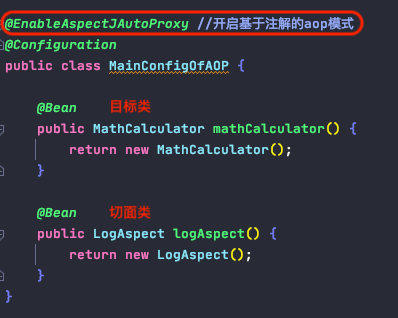 @EnableAspectJAutoProxy //开启基于注解的aop模式
@Configuration
public class MainConfigOfAOP {
@Bean 目标类
public MathCalculator mathCalculator() {
return new MathCalculator();
}
@Bean 切面类
public LogAspect logAspect() {
return new LogAspect();
}
}